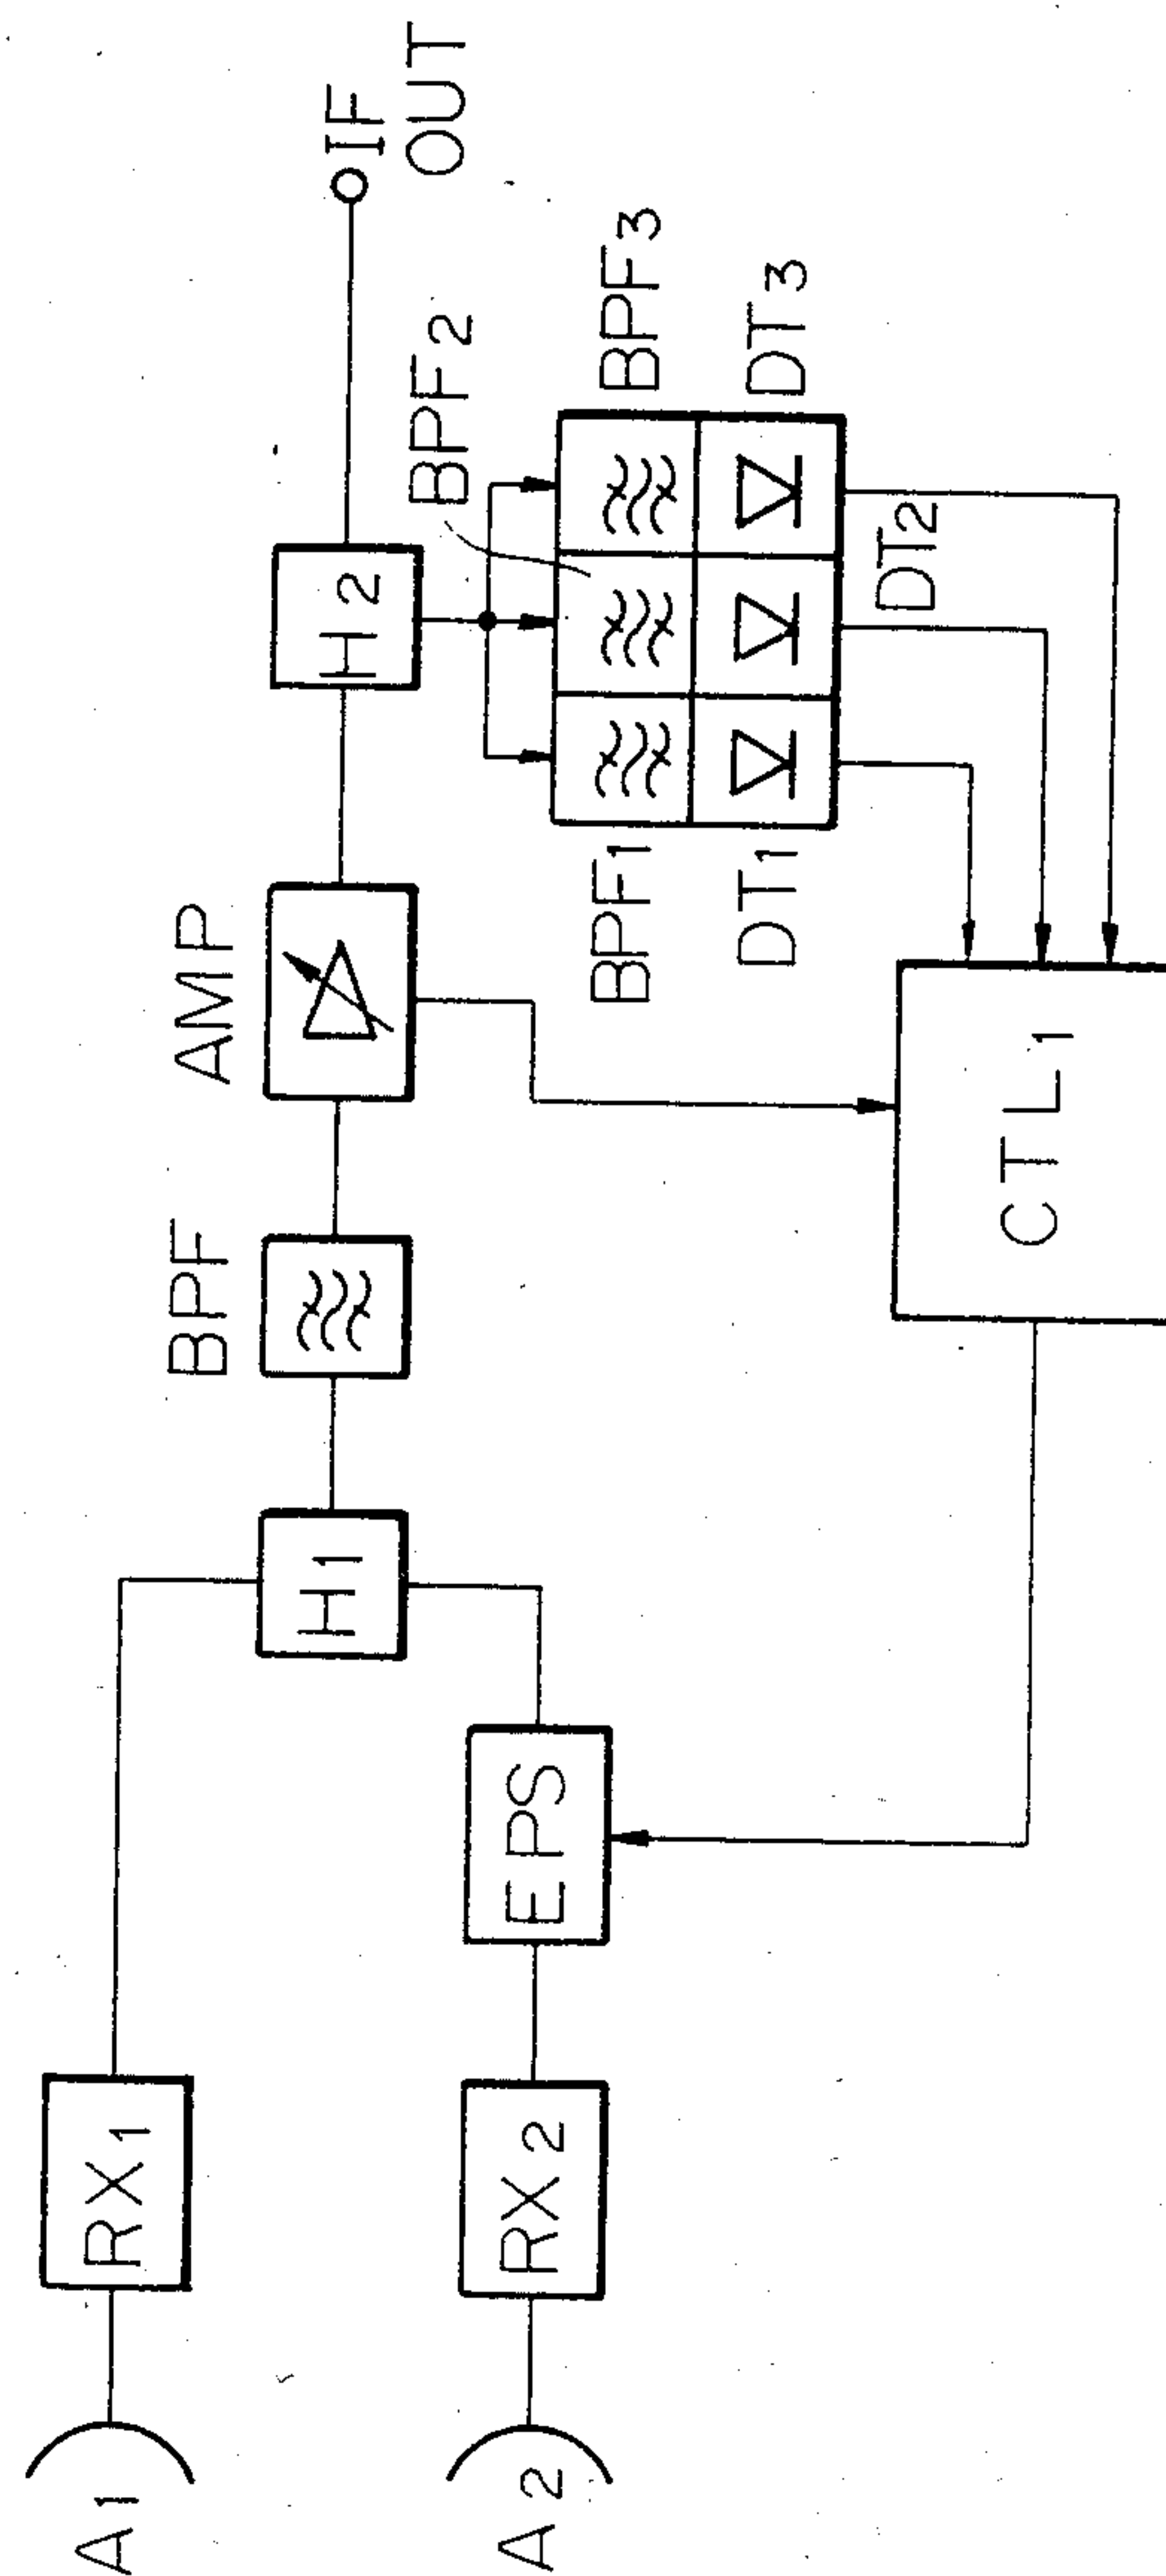 A1
RX1
A2
RX2
EPS
H1
BPF
AMP
H2
IF
OUT
BPF2
BPF1
BPF3
DT1
DT2
DT3
CTL1